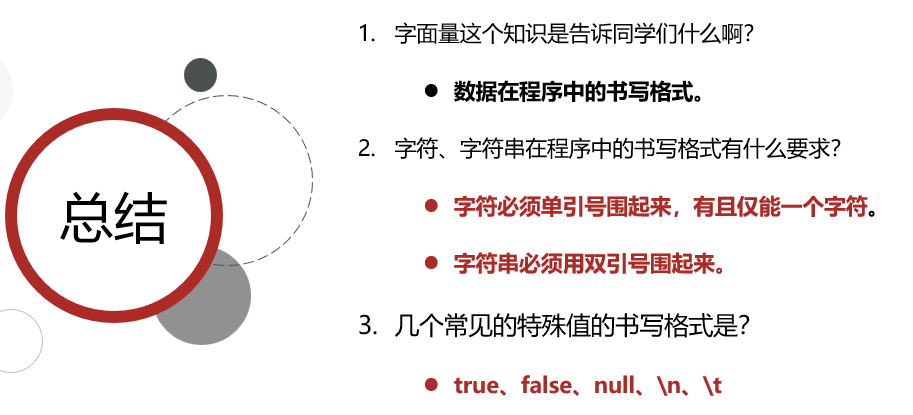 总结
1. 字面量这个知识是告诉同学们什么啊？
● 数据在程序中的书写格式。
2. 字符、字符串在程序中的书写格式有什么要求？
● 字符必须单引号围起来，有且仅能一个字符。
● 字符串必须用双引号围起来。
3. 几个常见的特殊值的书写格式是？
● true、false、null、\n、\t